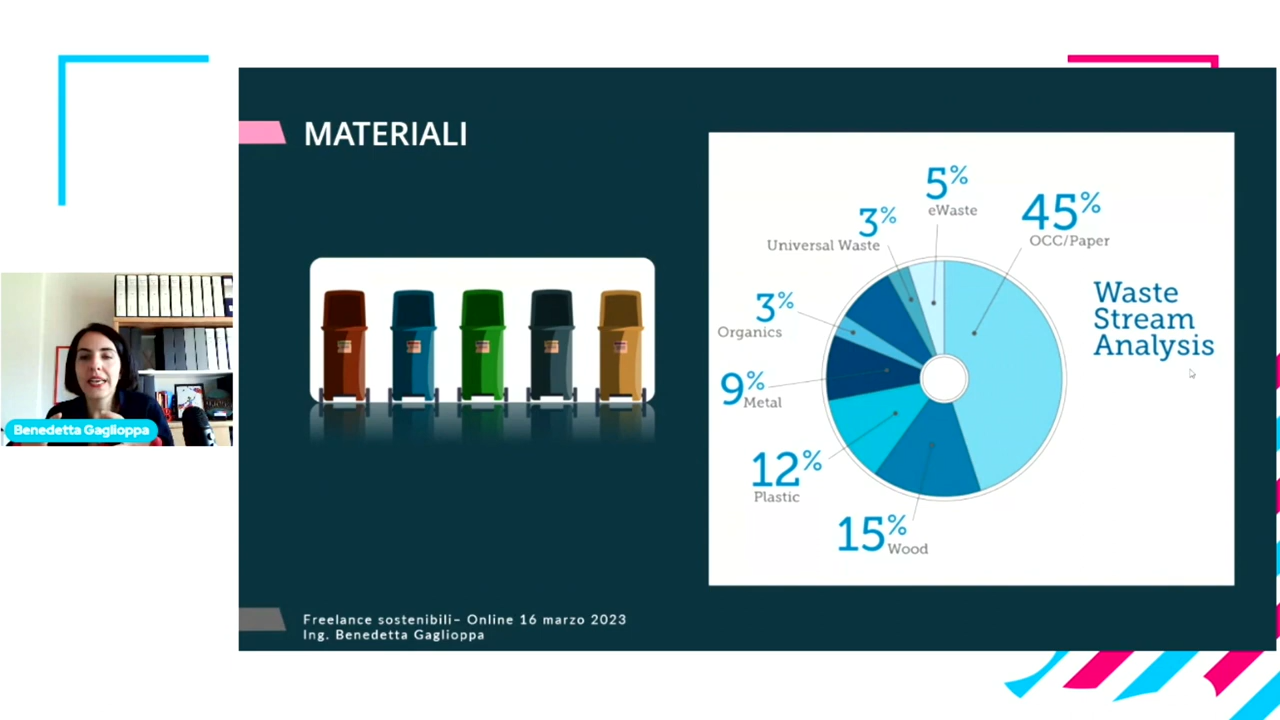 MATERIALI
5%
eWaste
45%
OCC/Paper
3%
Universal Waste
3%
Organics
9%
Metal
12%
Plastic
15%
Wood
Waste
Stream
Analysis
Benedetta Gaglioppa
Freelance sostenibili– Online 16 marzo 2023
Ing. Benedetta Gaglioppa